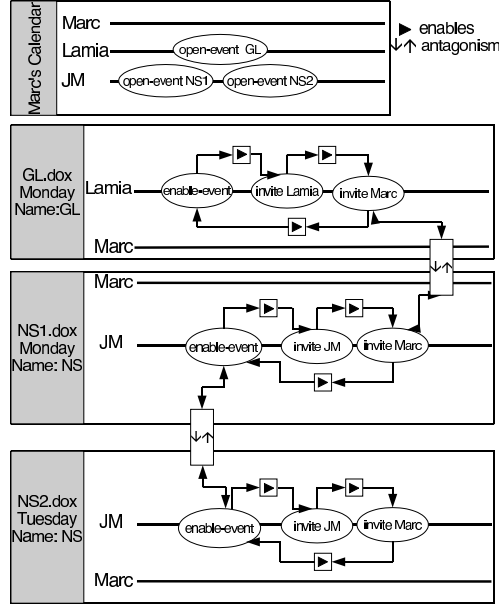 Marc's Calendar
Marc
Lamia
open-event GL
JM
open-event NS1
open-event NS2
enables
antagonism
GL.dox
Monday
Name:GL
Lamia
enable-event
invite Lamia
invite Marc
Marc
NS1.dox
Monday
Name: NS
Marc
JM
enable-event
invite JM
invite Marc
NS2.dox
Tuesday
Name: NS
JM
enable-event
invite JM
invite Marc
Marc